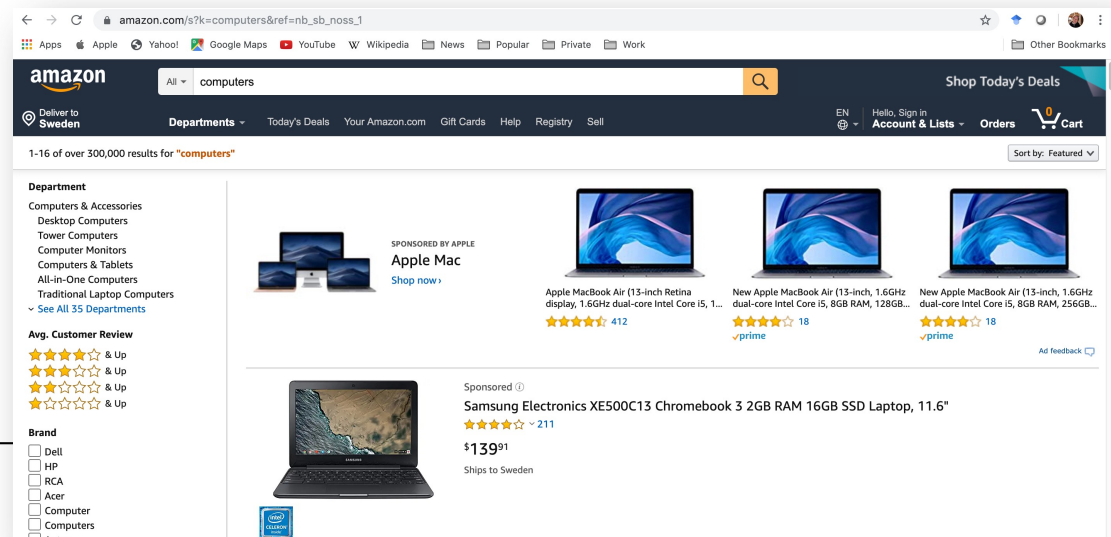 amazon.com/s?k=computers&ref=nb_sb_noss_1
Apps Apple Yahoo! Google Maps YouTube Wikipedia News Popular Private Work Other Bookmarks
amazon All computers Shop Today's Deals
Deliver to
Sweden
Departments Today's Deals Your Amazon.com Gift Cards Help Registry Sell
EN Hello, Sign in
Account & Lists Orders 0 Cart
1-16 of over 300,000 results for "computers" Sort by: Featured
Department
Computers & Accessories
Desktop Computers
Tower Computers
Computer Monitors
Computers & Tablets
All-in-One Computers
Traditional Laptop Computers
See All 35 Departments
Avg. Customer Review
& Up
& Up
& Up
& Up
Brand
Dell
HP
RCA
Acer
Computer
Computers
SPONSORED BY APPLE
Apple Mac
Shop now›
Apple MacBook Air (13-inch Retina
display, 1.6GHz dual-core Intel Core i5, 1...
412
New Apple MacBook Air (13-inch, 1.6GHz
dual-core Intel Core i5, 8GB RAM, 128GB...
18
prime
New Apple MacBook Air (13-inch, 1.6GHz
dual-core Intel Core i5, 8GB RAM, 256GB...
18
prime
Ad feedback
Sponsored
Samsung Electronics XE500C13 Chromebook 3 2GB RAM 16GB SSD Laptop, 11.6"
211
$13991
Ships to Sweden
SAMSUNG
intel
CELERON